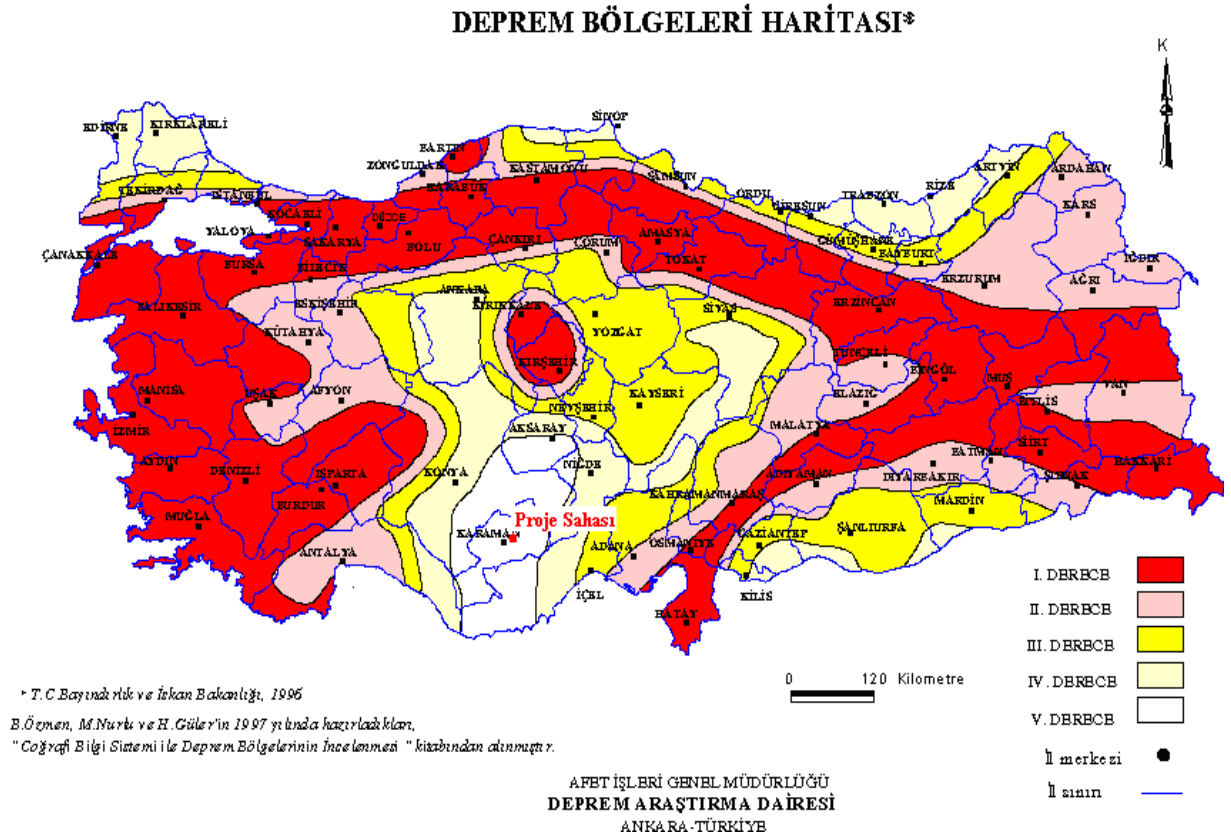 DEPREM BÖLGELERİ HARİTASI*
K
SİNOP
EDİRNE
KIRKLARELİ
BARTIN
ZONGULDAK
KASTAMONU
KARABÜK
SAMSUN
ARTVİN
ARDAHAN
TEKİRDAĞ
İSTANBUL
ORDU
GİRESUN
TRABZON
RİZE
KARS
KOCAELİ
DÜZCE
YALOVA
SAKARYA
BOLU
ÇANKIRI
ÇORUM
AMASYA
GÜMÜŞHANE
BAYBURT
ÇANAKKALE
BURSA
BİLECİK
TOKAT
ERZURUM
IĞDIR
AĞRI
BALIKESİR
ESKİŞEHİR
ANKARA
KIRIKKALE
SİVAS
ERZİNCAN
KÜTAHYA
YOZGAT
TUNCELİ
KIRŞEHİR
BİNGÖL
MUŞ
VAN
MANİSA
UŞAK
AFYON
NEVŞEHİR
KAYSERİ
ELAZIĞ
BİTLİS
İZMİR
AKSARAY
MALATYA
SİİRT
AYDIN
DENİZLİ
ISPARTA
KONYA
NİĞDE
BATMAN
ADIYAMAN
DİYARBAKIR
ŞIRNAK
HAKKARİ
BURDUR
KAHRAMANMARAŞ
MARDİN
MUĞLA
Proje Sahası
KARAMAN
ANTALYA
ADANA
OSMANİYE
GAZİANTEP
ŞANLIURFA
İÇEL
KİLİS
HATAY
I. DERECE
II. DERECE
III. DERECE
IV. DERECE
V. DERECE
İl merkezi
İl sınırı
0 120 Kilometre
* T.C Bayındırlık ve İskan Bakanlığı, 1996
B.Özmen, M.Nurlu ve H.Güler'in 1997 yılında hazırladıkları,
"Coğrafi Bilgi Sistemi ile Deprem Bölgelerinin İncelenmesi " kitabından alınmıştır.
AFET İŞLERİ GENEL MÜDÜRLÜĞÜ
DEPREM ARAŞTIRMA DAİRESİ
ANKARA-TÜRKİYE